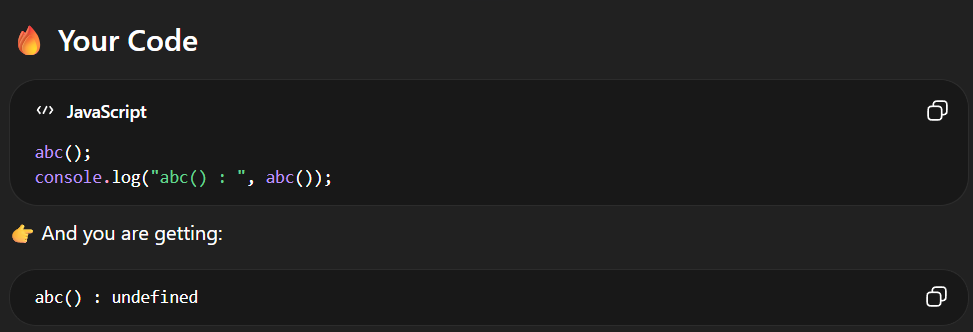 🔥 Your Code
</> JavaScript
abc();
console.log("abc() : ", abc());
👉 And you are getting:
abc() : undefined